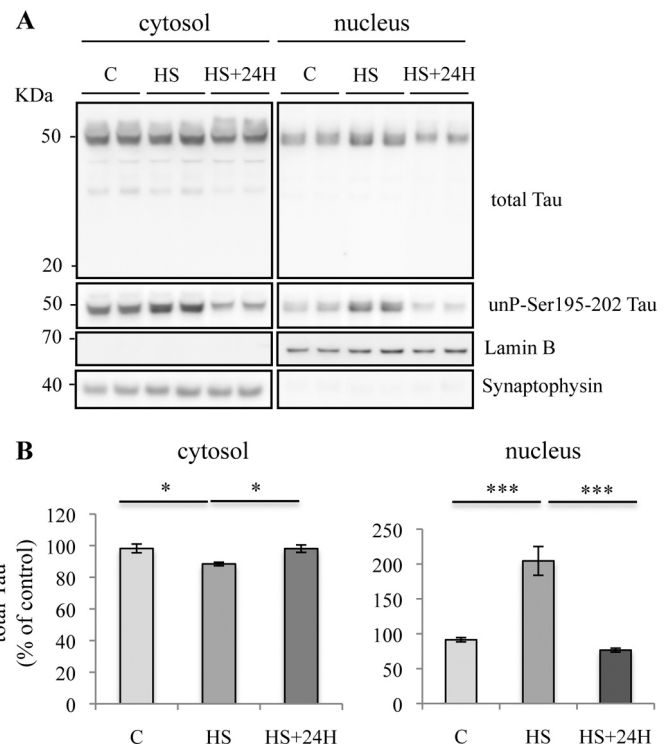 A
cytosol nucleus
C HS HS+24H C HS HS+24H
KDa
50
total Tau
20
50
unP-Ser195-202 Tau
70
Lamin B
40
Synaptophysin
B
cytosol nucleus
* * *** ***
total Tau
(% of control)
120
100
80
60
40
20
0
250
200
150
100
50
0
C HS HS+24H C HS HS+24H